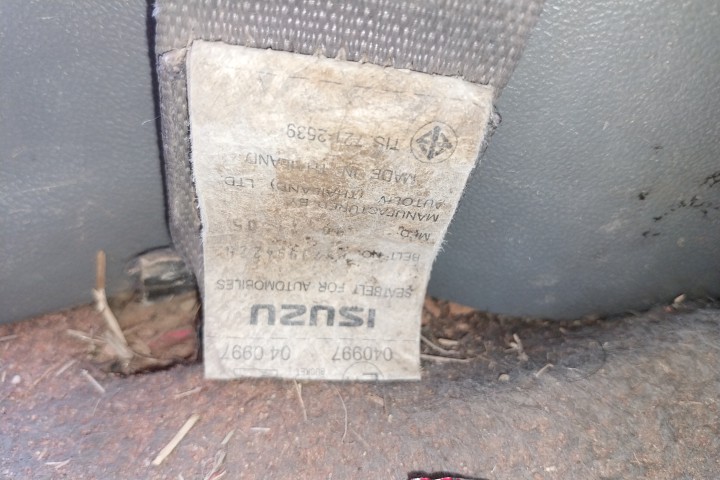 040997 04 0997
ISUZU
SEATBELT FOR AUTOMOBILES
BELT NO.
MFD.
MANUFACTURED BY
AUTOLIV (THAILAND) LTD.
MADE IN THAILAND
TIS 721-2539